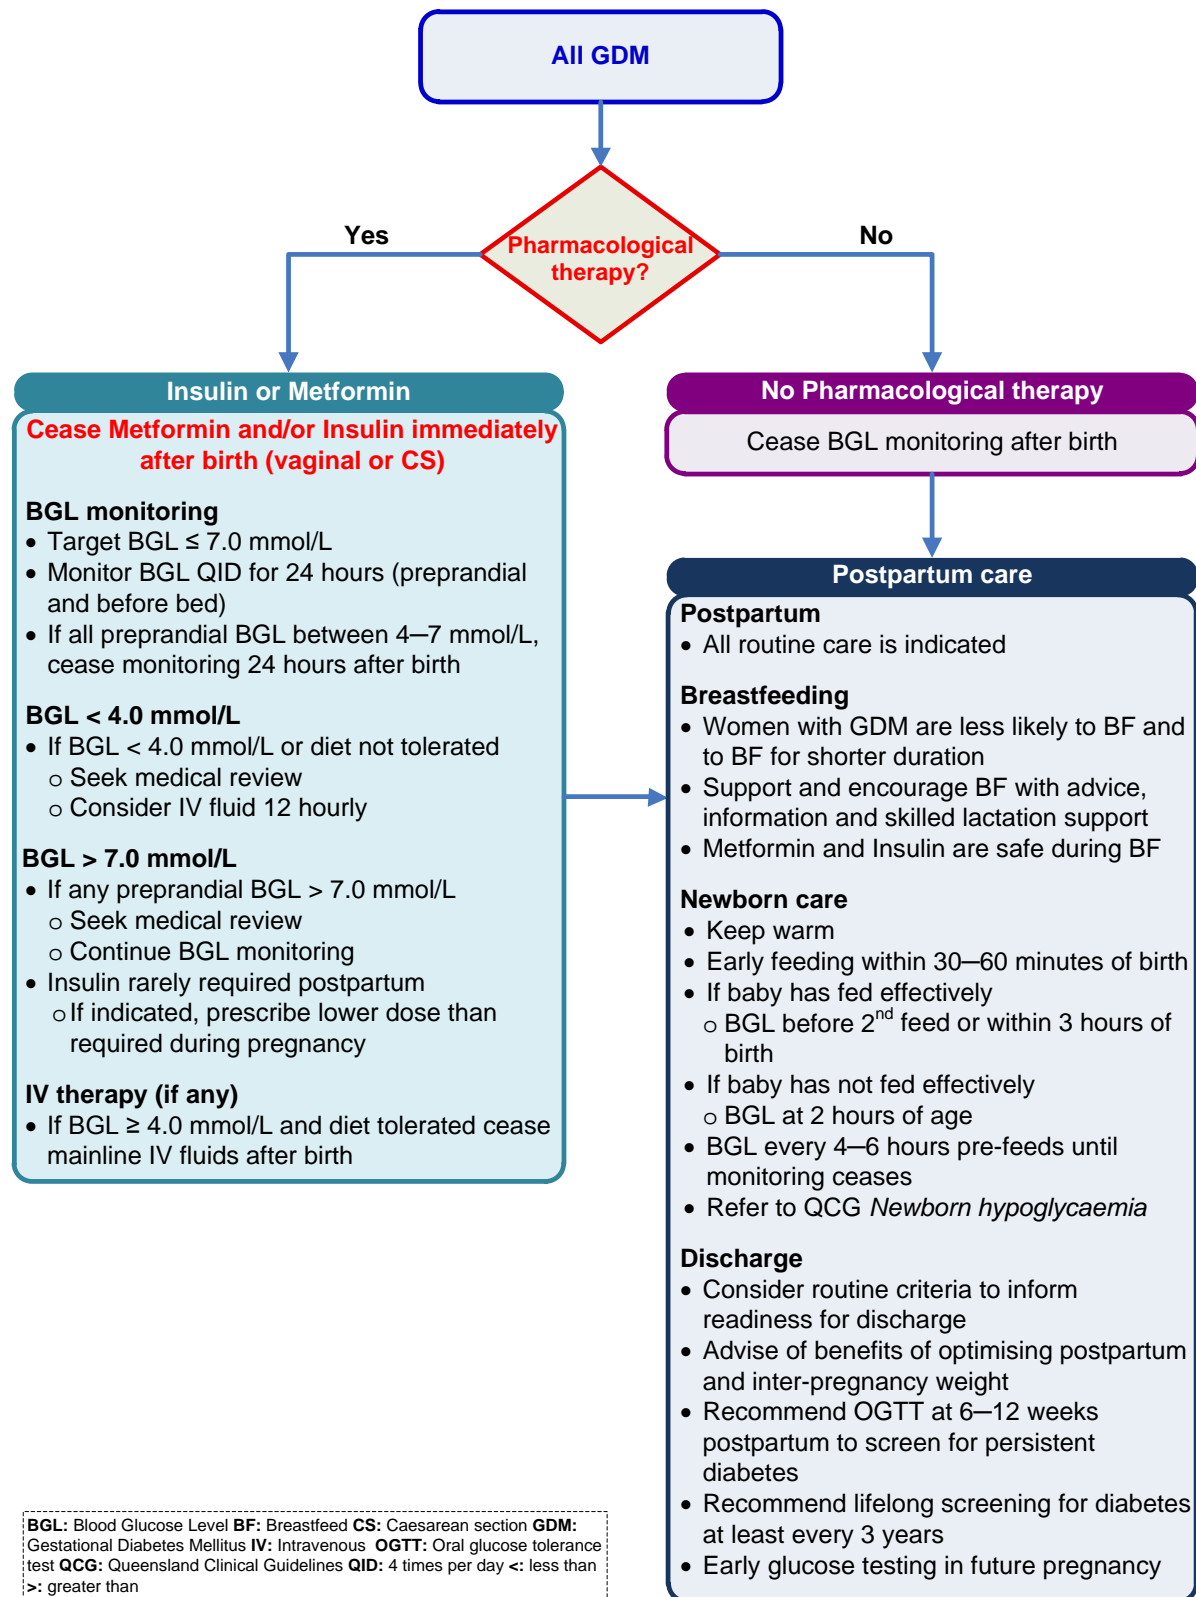 All GDM
Pharmacological
therapy?
Yes
No
Insulin or Metformin
Cease Metformin and/or Insulin immediately
after birth (vaginal or CS)
BGL monitoring
• Target BGL ≤ 7.0 mmol/L
• Monitor BGL QID for 24 hours (preprandial
and before bed)
• If all preprandial BGL between 4–7 mmol/L,
cease monitoring 24 hours after birth
BGL < 4.0 mmol/L
• If BGL < 4.0 mmol/L or diet not tolerated
o Seek medical review
o Consider IV fluid 12 hourly
BGL > 7.0 mmol/L
• If any preprandial BGL > 7.0 mmol/L
o Seek medical review
o Continue BGL monitoring
• Insulin rarely required postpartum
o If indicated, prescribe lower dose than
required during pregnancy
IV therapy (if any)
• If BGL ≥ 4.0 mmol/L and diet tolerated cease
mainline IV fluids after birth
No Pharmacological therapy
Cease BGL monitoring after birth
Postpartum care
Postpartum
• All routine care is indicated
Breastfeeding
• Women with GDM are less likely to BF and
to BF for shorter duration
• Support and encourage BF with advice,
information and skilled lactation support
• Metformin and Insulin are safe during BF
Newborn care
• Keep warm
• Early feeding within 30–60 minutes of birth
• If baby has fed effectively
o BGL before 2nd feed or within 3 hours of
birth
• If baby has not fed effectively
o BGL at 2 hours of age
• BGL every 4–6 hours pre-feeds until
monitoring ceases
• Refer to QCG Newborn hypoglycaemia
Discharge
• Consider routine criteria to inform
readiness for discharge
• Advise of benefits of optimising postpartum
and inter-pregnancy weight
• Recommend OGTT at 6–12 weeks
postpartum to screen for persistent
diabetes
• Recommend lifelong screening for diabetes
at least every 3 years
• Early glucose testing in future pregnancy
BGL: Blood Glucose Level BF: Breastfeed CS: Caesarean section GDM:
Gestational Diabetes Mellitus IV: Intravenous OGTT: Oral glucose tolerance
test QCG: Queensland Clinical Guidelines QID: 4 times per day <: less than
>: greater than